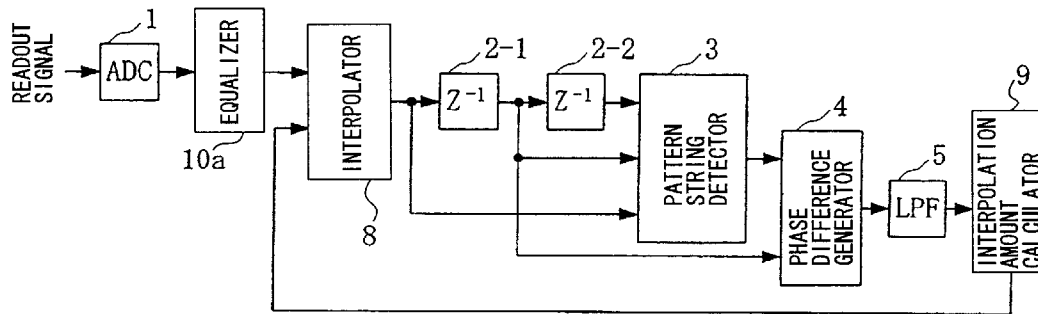 READOUT
SIGNAL
1
ADC
EQUALIZER
10a
INTERPOLATOR
8
2-1
Z⁻¹
2-2
Z⁻¹
3
PATTERN
STRING
DETECTOR
4
PHASE
DIFFERENCE
GENERATOR
5
LPF
9
INTERPOLATION
AMOUNT
CALCULATOR